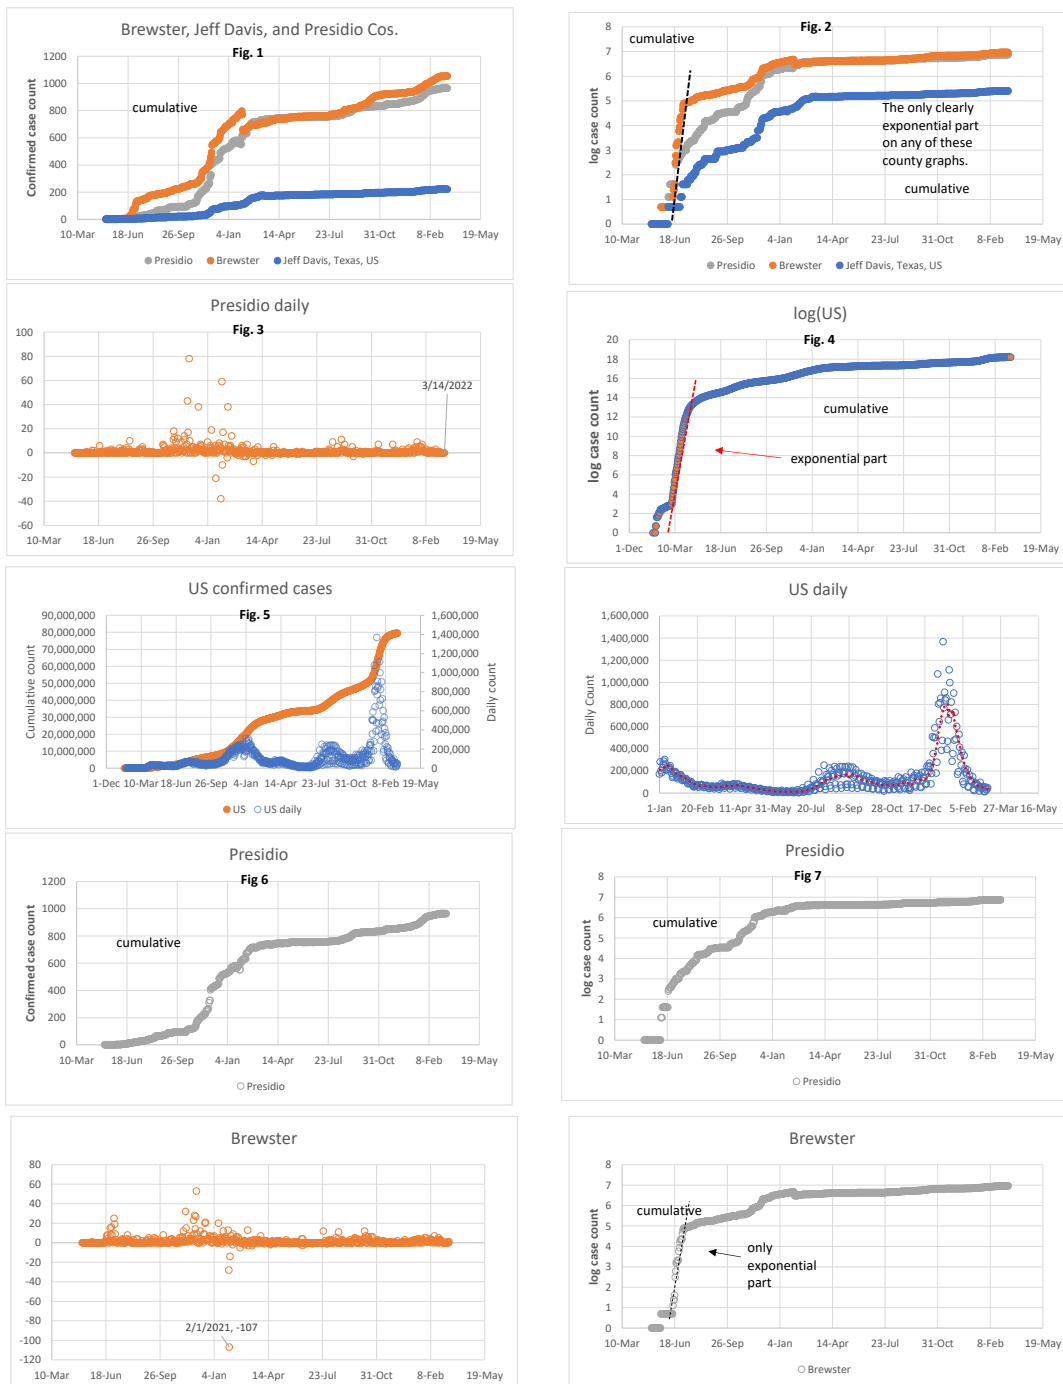 Brewster, Jeff Davis, and Presidio Cos.
Fig. 1
1200
1000
800
600
400
200
0
Confirmed case count
cumulative
10-Mar 18-Jun 26-Sep 4-Jan 14-Apr 23-Jul 31-Oct 8-Feb 19-May
Presidio Brewster Jeff Davis, Texas, US
Fig. 2
cumulative
8
7
6
5
4
3
2
1
0
log case count
The only clearly
exponential part
on any of these
county graphs.
cumulative
10-Mar 18-Jun 26-Sep 4-Jan 14-Apr 23-Jul 31-Oct 8-Feb 19-May
Presidio Brewster Jeff Davis, Texas, US
Presidio daily
Fig. 3
100
80
60
40
20
0
-20
-40
-60
3/14/2022
10-Mar 18-Jun 26-Sep 4-Jan 14-Apr 23-Jul 31-Oct 8-Feb 19-May
log(US)
Fig. 4
20
18
16
14
12
10
8
6
4
2
0
log case count
cumulative
exponential part
1-Dec 10-Mar 18-Jun 26-Sep 4-Jan 14-Apr 23-Jul 31-Oct 8-Feb 19-May
US confirmed cases
Fig. 5
90,000,000
80,000,000
70,000,000
60,000,000
50,000,000
40,000,000
30,000,000
20,000,000
10,000,000
0
Cumulative count
1,600,000
1,400,000
1,200,000
1,000,000
800,000
600,000
400,000
200,000
0
Daily count
1-Dec 10-Mar 18-Jun 26-Sep 4-Jan 14-Apr 23-Jul 31-Oct 8-Feb 19-May
US US daily
US daily
1,600,000
1,400,000
1,200,000
1,000,000
800,000
600,000
400,000
200,000
0
Daily Count
1-Jan 20-Feb 11-Apr 31-May 20-Jul 8-Sep 28-Oct 17-Dec 5-Feb 27-Mar 16-May
Presidio
Fig 6
1200
1000
800
600
400
200
0
Confirmed case count
cumulative
10-Mar 18-Jun 26-Sep 4-Jan 14-Apr 23-Jul 31-Oct 8-Feb 19-May
Presidio
Presidio
Fig 7
8
7
6
5
4
3
2
1
0
log case count
cumulative
10-Mar 18-Jun 26-Sep 4-Jan 14-Apr 23-Jul 31-Oct 8-Feb 19-May
Presidio
Brewster
80
60
40
20
0
-20
-40
-60
-80
-100
-120
2/1/2021, -107
10-Mar 18-Jun 26-Sep 4-Jan 14-Apr 23-Jul 31-Oct 8-Feb 19-May
Brewster
8
7
6
5
4
3
2
1
0
log case count
cumulative
only
exponential
part
10-Mar 18-Jun 26-Sep 4-Jan 14-Apr 23-Jul 31-Oct 8-Feb 19-May
Brewster